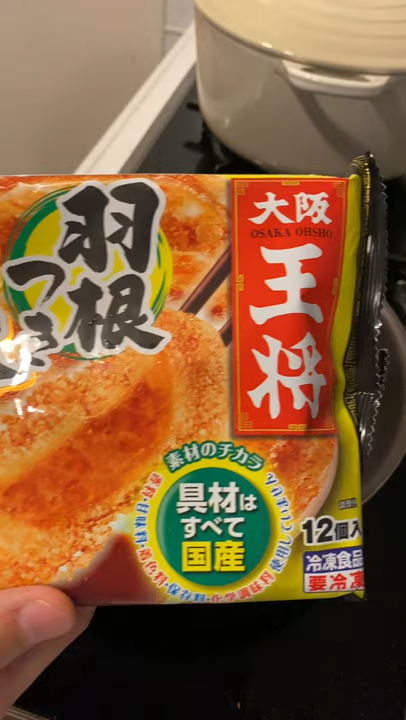 羽根
つき
大阪
OSAKA OHSHO
王将
素材のチカラ
具材は
すべて
国産
12個入
冷凍食品
要冷凍